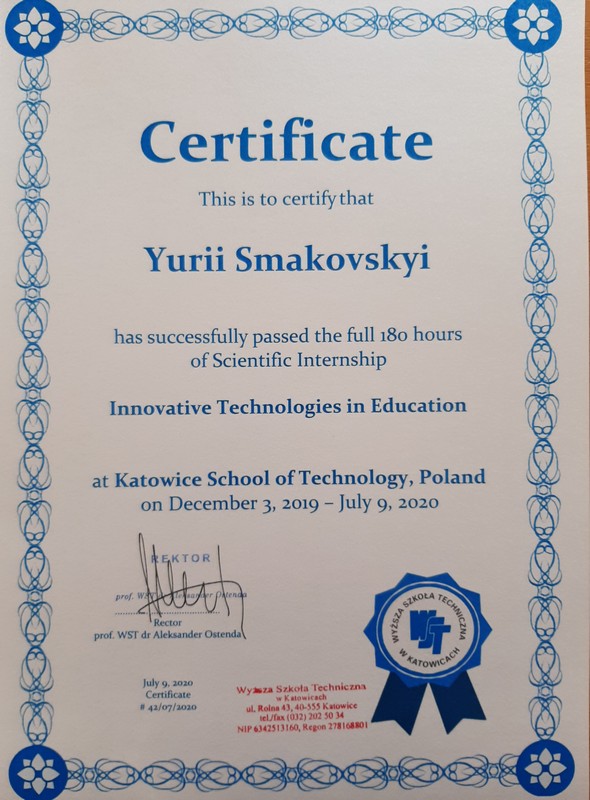 Certificate
This is to certify that
Yurii Smakovskyi
has successfully passed the full 180 hours
of Scientific Internship
Innovative Technologies in Education
at Katowice School of Technology, Poland
on December 3, 2019 – July 9, 2020
REKTOR
prof. WST dr Aleksander Ostenda
Rector
prof. WST dr Aleksander Ostenda
WYŻSZA SZKOŁA TECHNICZNA
WST
W KATOWICACH
July 9, 2020
Certificate
# 42/07/2020
Wyższa Szkoła Techniczna
w Katowicach
ul. Rolna 43, 40-555 Katowice
tel./fax (032) 202 50 34
NIP 6342513160, Regon 278168801